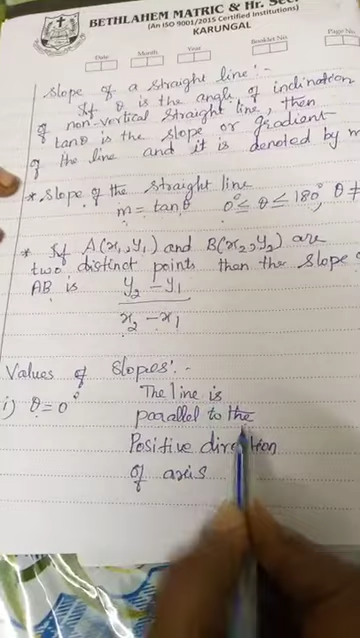 BETHLAHEM MATRIC & Hr. Sec.
(An ISO 9001/2015 Certified Institutions)
KARUNGAL
Date
Month
Year
Booklet No
Page No.
Slope of a straight line :-
If θ is the angle of inclination
of non-vertical straight line, then
tanθ is the slope or gradient
of the line and it is denoted by m
* Slope of the straight line
m = tanθ 0° ≤ θ ≤ 180°, θ ≠
* If A(x₁, y₁) and B(x₂, y₂) are
two distinct points then the slope of
AB is y₂ - y₁
x₂ - x₁
Values of Slopes :-
i) θ = 0° The line is
parallel to the
Positive direction
of axis